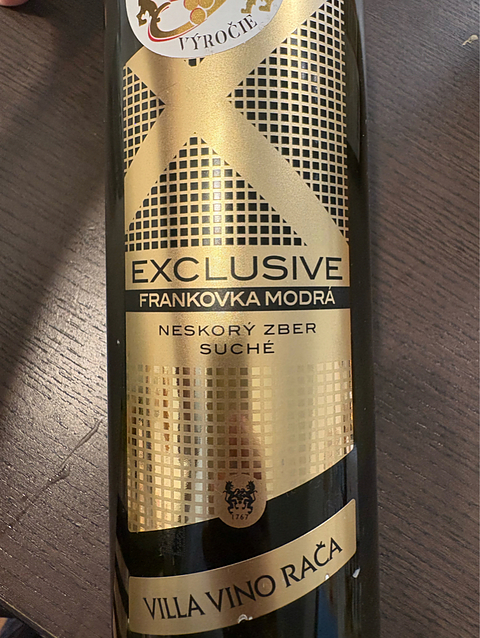 VÝROČIE
EXCLUSIVE
FRANKOVKA MODRÁ
NESKORÝ ZBER
SUCHÉ
1767
VILLA VINO RAČA